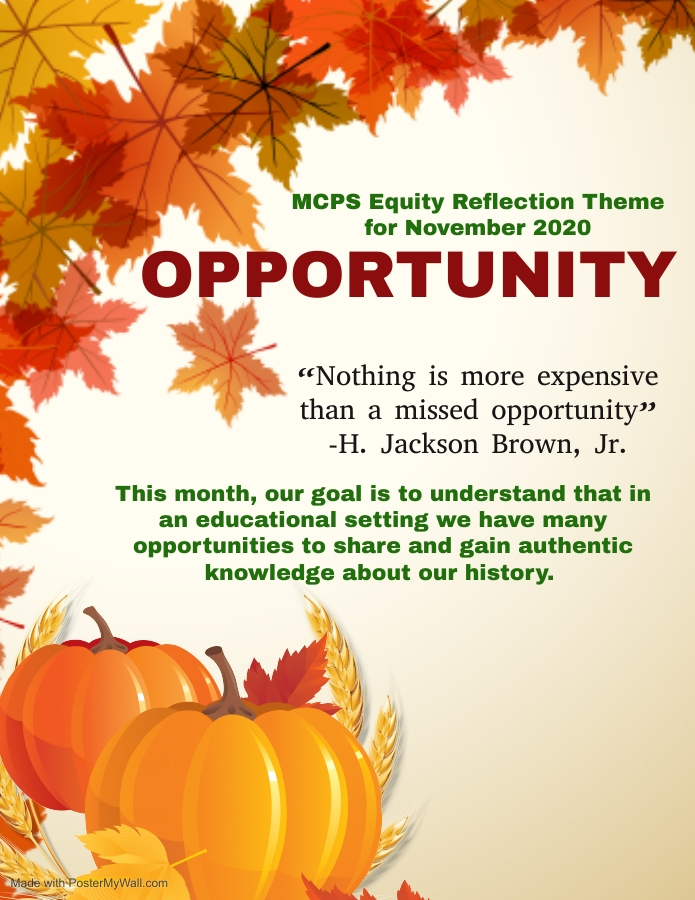 MCPS Equity Reflection Theme
for November 2020
OPPORTUNITY
“Nothing is more expensive
than a missed opportunity”
-H. Jackson Brown, Jr.
This month, our goal is to understand that in
an educational setting we have many
opportunities to share and gain authentic
knowledge about our history.
Made with PosterMyWall.com